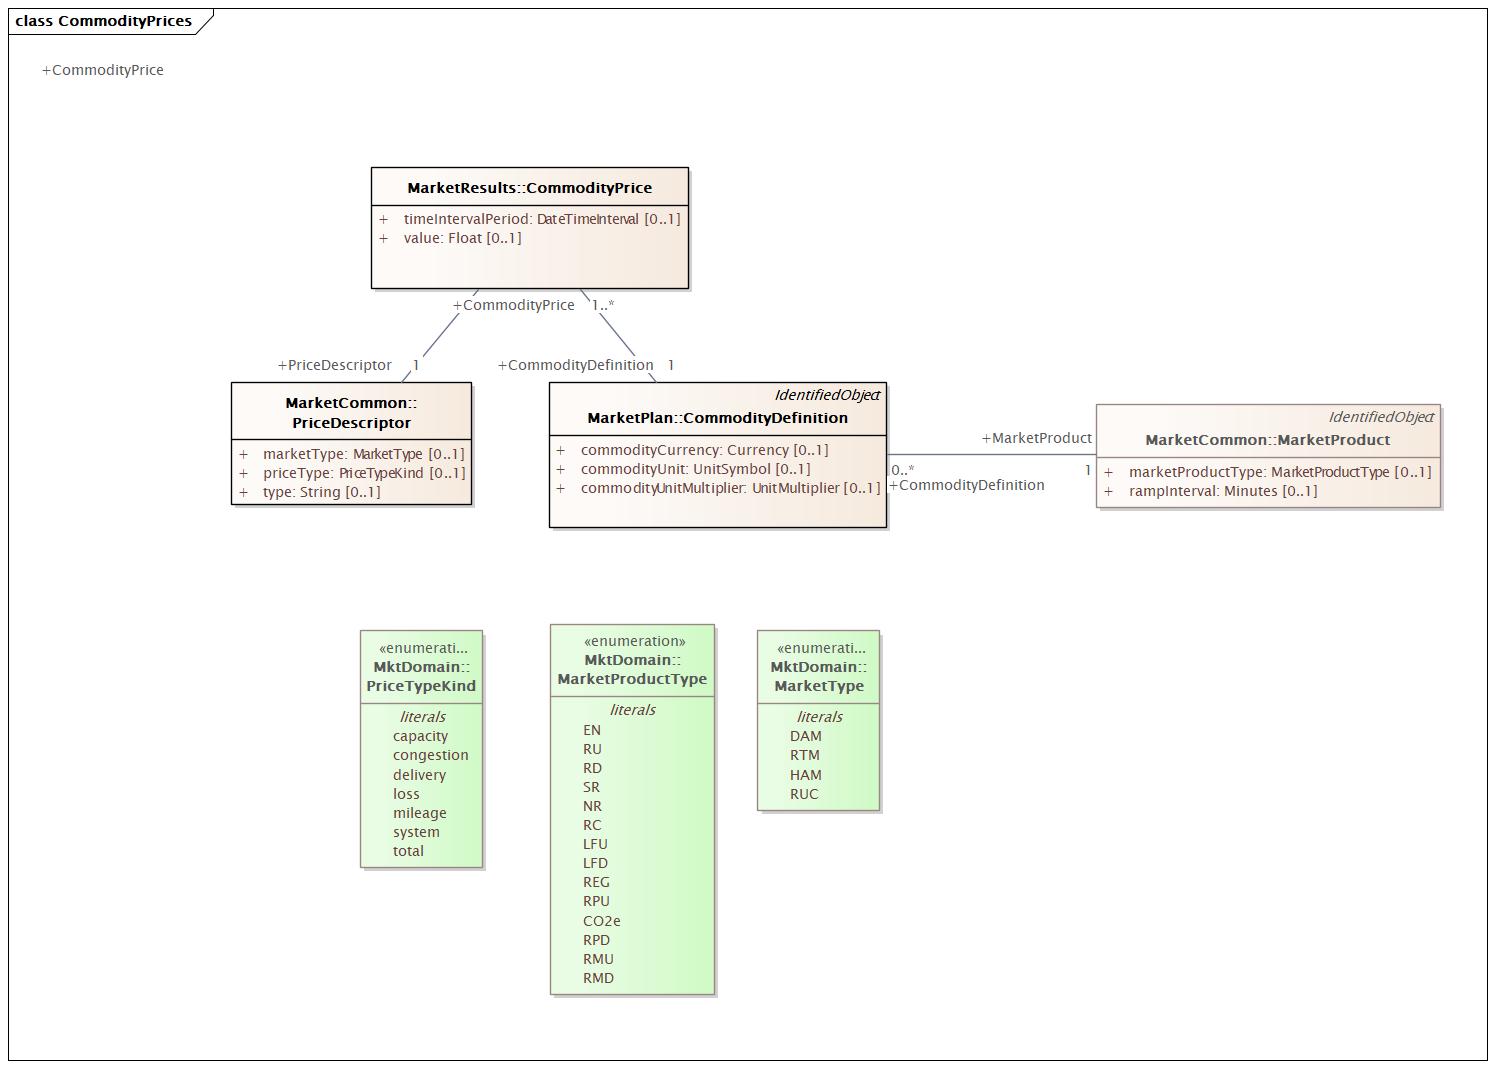 class CommodityPrices
+CommodityPrice
MarketResults::CommodityPrice
+ timeIntervalPeriod: DateTimeInterval [0..1]
+ value: Float [0..1]
+CommodityPrice 1..*
+PriceDescriptor 1
+CommodityDefinition 1
MarketCommon::
PriceDescriptor
+ marketType: MarketType [0..1]
+ priceType: PriceTypeKind [0..1]
+ type: String [0..1]
IdentifiedObject
MarketPlan::CommodityDefinition
+ commodityCurrency: Currency [0..1]
+ commodityUnit: UnitSymbol [0..1]
+ commodityUnitMultiplier: UnitMultiplier [0..1]
+MarketProduct
0..* 1
+CommodityDefinition
IdentifiedObject
MarketCommon::MarketProduct
+ marketProductType: MarketProductType [0..1]
+ rampInterval: Minutes [0..1]
«enumerati...
MktDomain::
PriceTypeKind
literals
capacity
congestion
delivery
loss
mileage
system
total
«enumeration»
MktDomain::
MarketProductType
literals
EN
RU
RD
SR
NR
RC
LFU
LFD
REG
RPU
CO2e
RPD
RMU
RMD
«enumerati...
MktDomain::
MarketType
literals
DAM
RTM
HAM
RUC